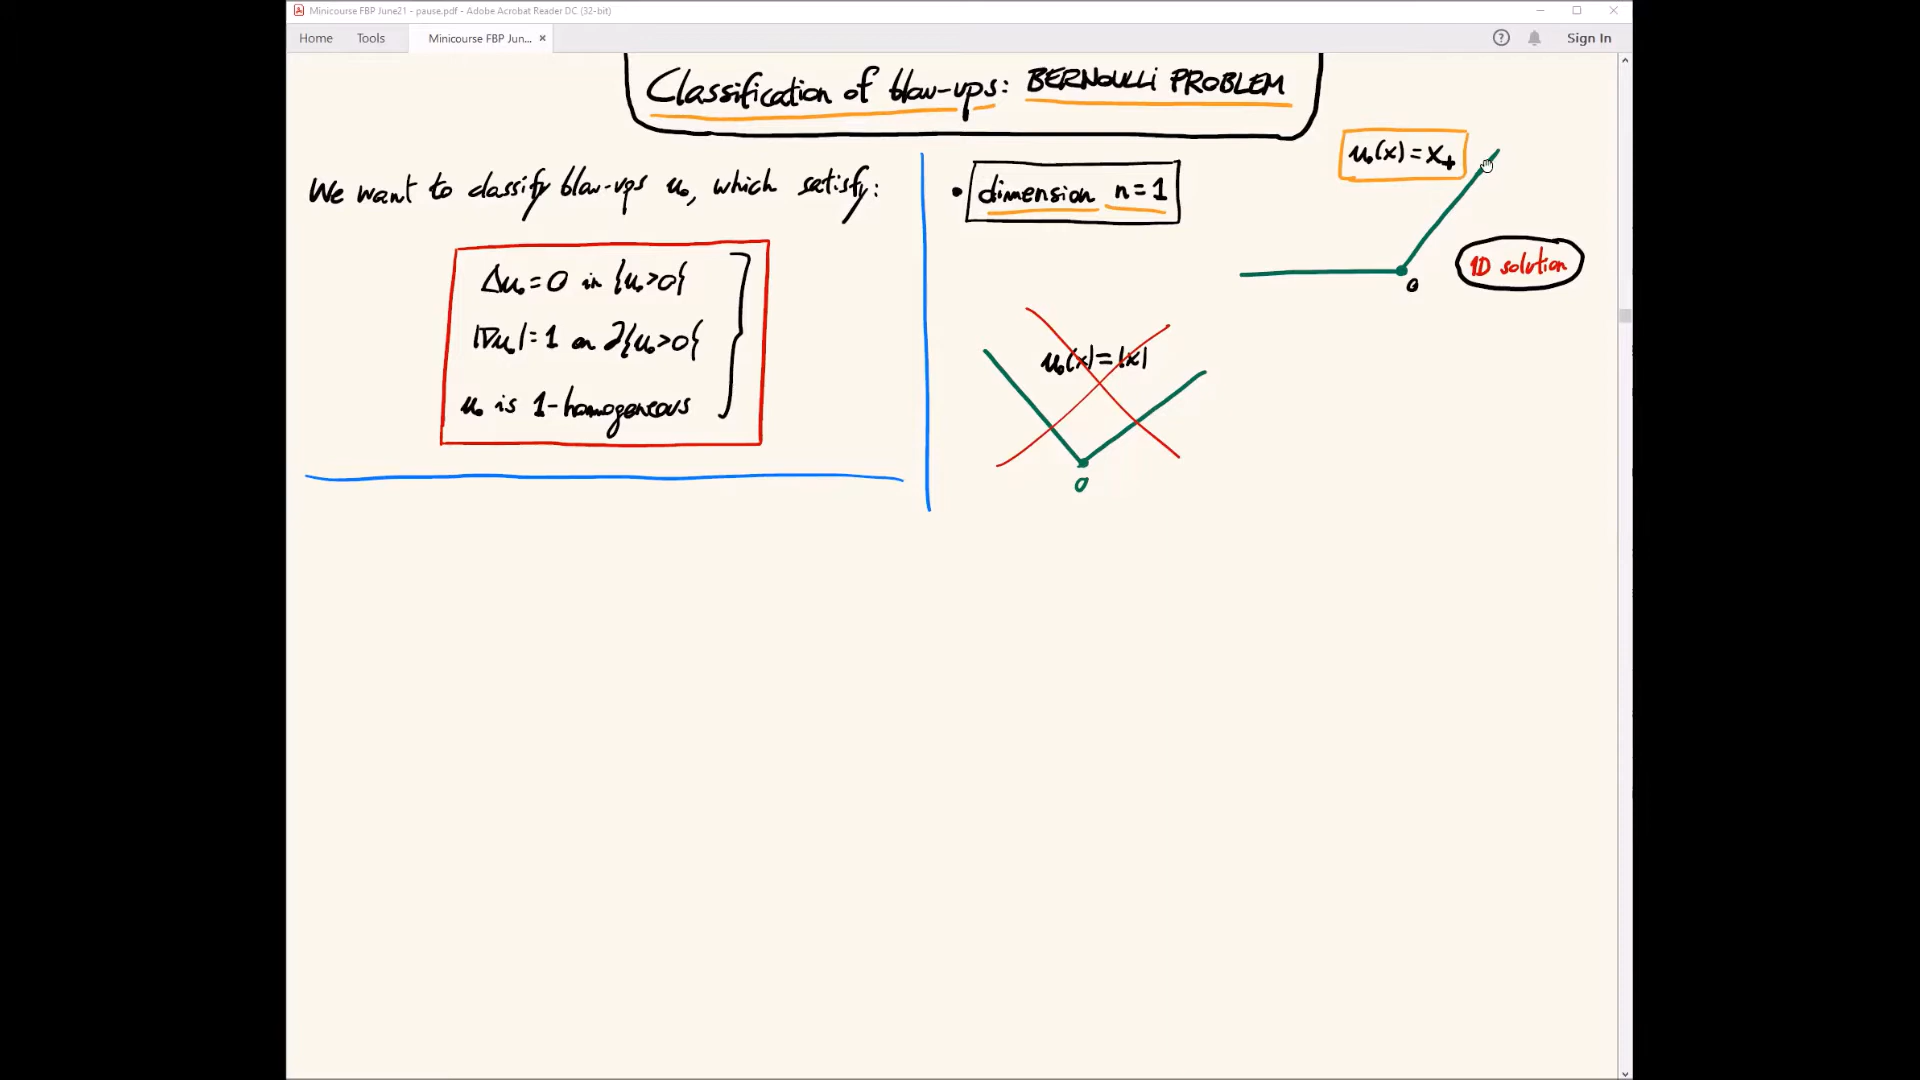 Minicourse FBP June21 - pause.pdf - Adobe Acrobat Reader DC (32-bit)
Home Tools Minicourse FBP Jun... × Sign In
Classification of blow-ups: BERNOULLI PROBLEM
We want to classify blow-ups u₀, which satisfy:
Δu₀ = 0 in {u₀>0}
|∇u₀| = 1 on ∂{u₀>0}
u₀ is 1-homogeneous
• dimension n=1
u₀(x) = x₊
1D solution
0
u₀(x) = |x|
0